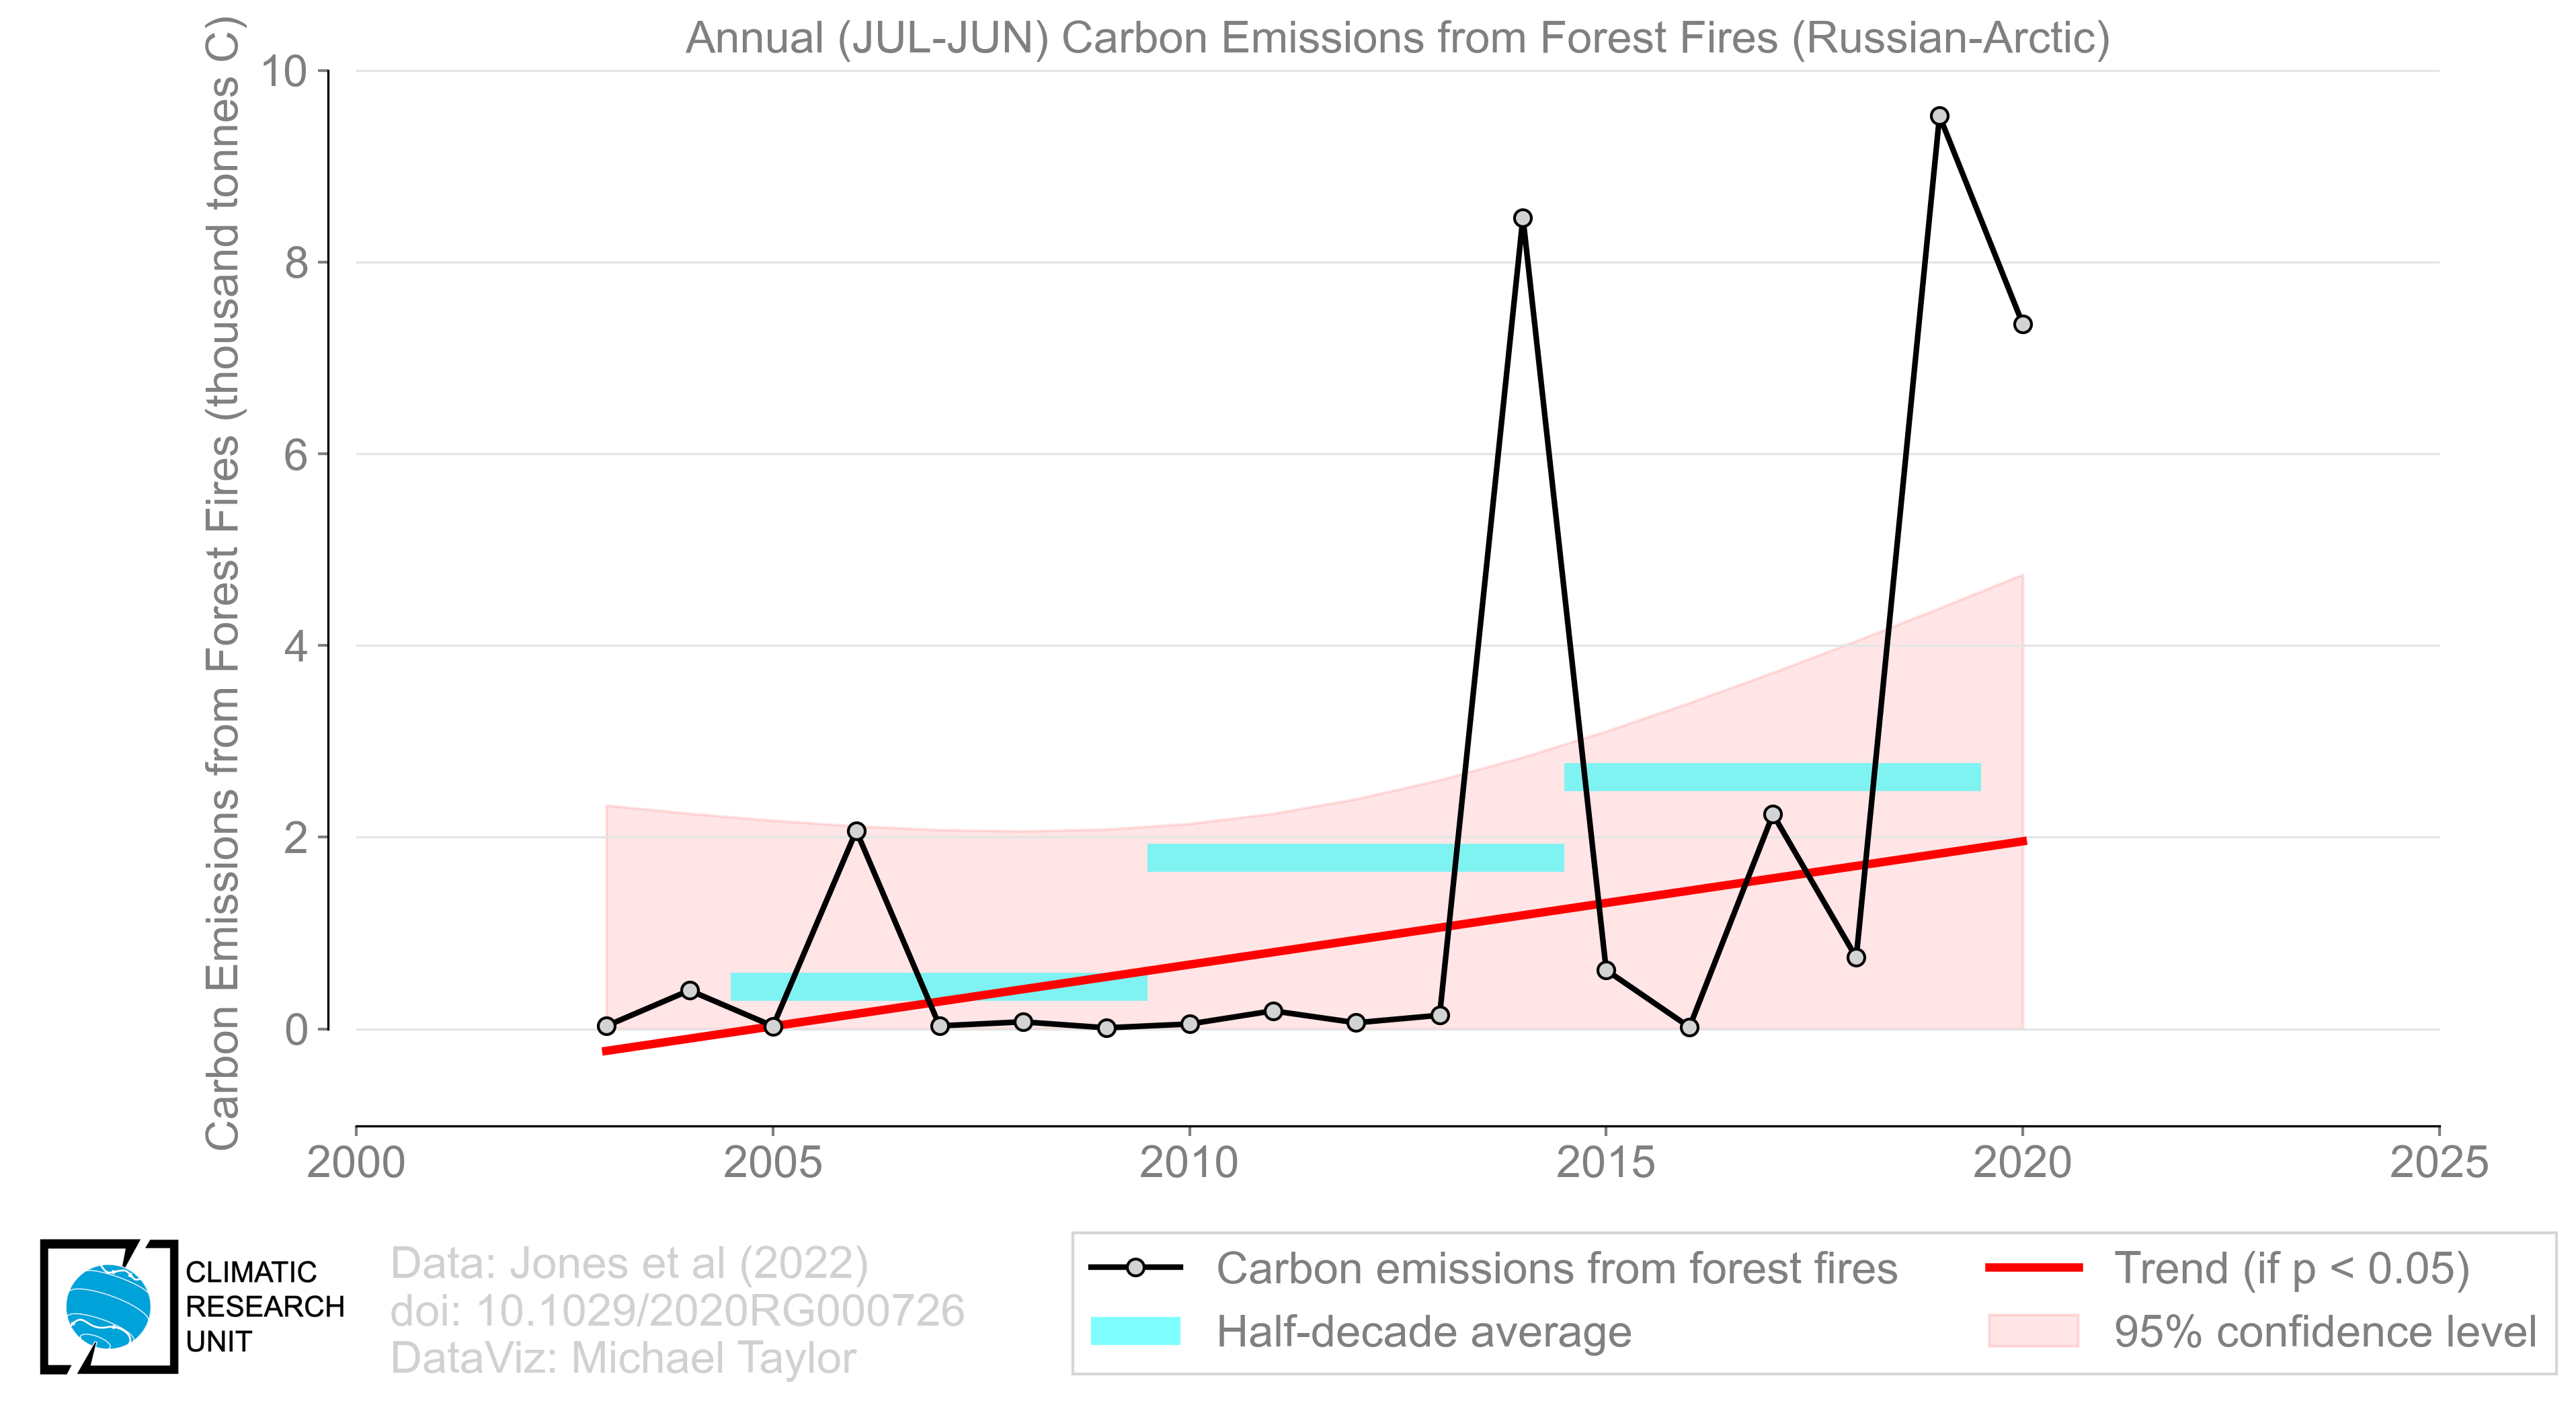 Annual (JUL-JUN) Carbon Emissions from Forest Fires (Russian-Arctic)
Carbon Emissions from Forest Fires (thousand tonnes C)
10
8
6
4
2
0
2000 2005 2010 2015 2020 2025
CLIMATIC
RESEARCH
UNIT
Data: Jones et al (2022)
doi: 10.1029/2020RG000726
DataViz: Michael Taylor
Carbon emissions from forest fires
Half-decade average
Trend (if p < 0.05)
95% confidence level